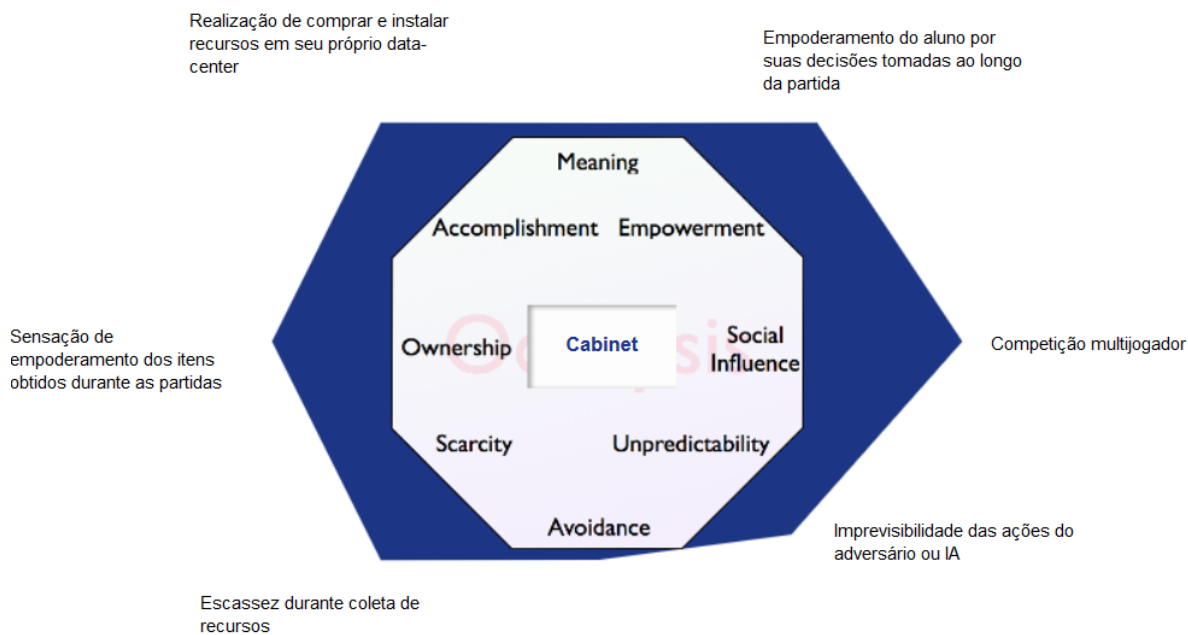 Realização de comprar e instalar
recursos em seu próprio data-
center
Empoderamento do aluno por
suas decisões tomadas ao longo
da partida
Meaning
Accomplishment
Empowerment
Sensação de
empoderamento dos itens
obtidos durante as partidas
Ownership
Cabinet
Social
Influence
Competição multijogador
Scarcity
Unpredictability
Avoidance
Imprevisibilidade das ações do
adversário ou IA
Escassez durante coleta de
recursos